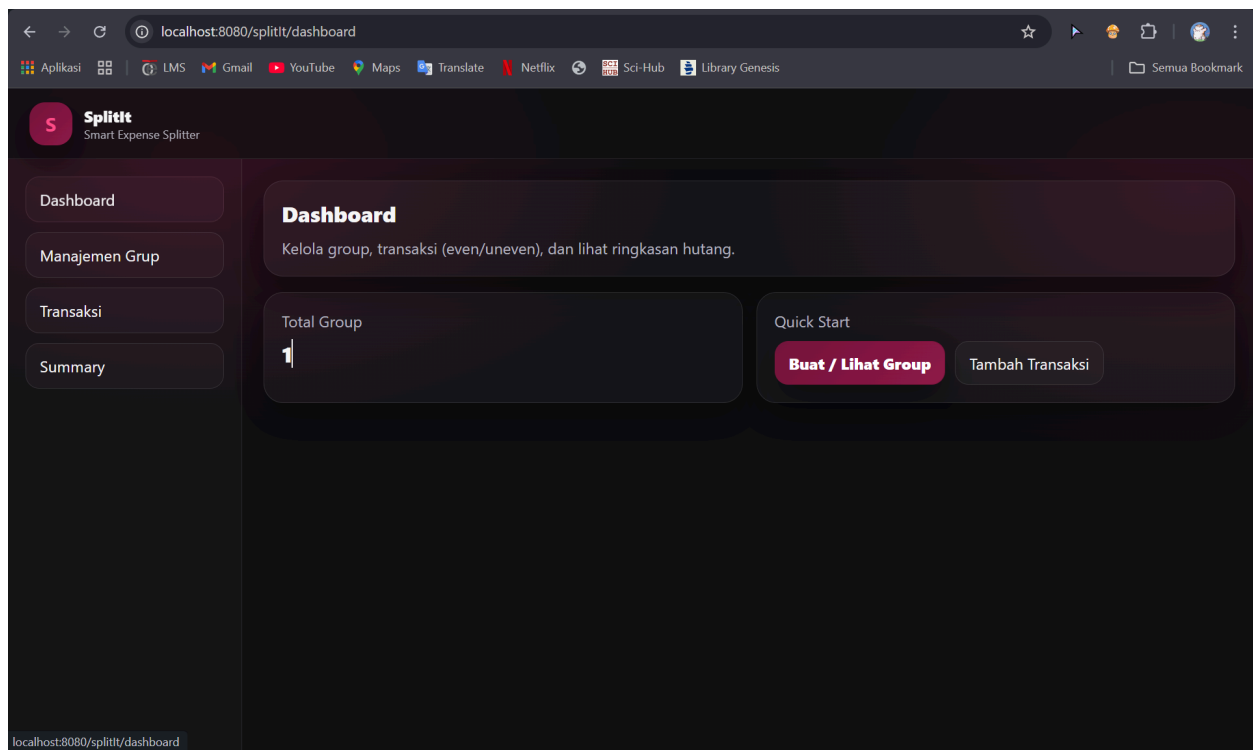 localhost:8080/splitIt/dashboard
Aplikasi LMS Gmail YouTube Maps Translate Netflix SCI HUB Sci-Hub Library Genesis Semua Bookmark
S
SplitIt
Smart Expense Splitter
Dashboard
Manajemen Grup
Transaksi
Summary
Dashboard
Kelola group, transaksi (even/uneven), dan lihat ringkasan hutang.
Total Group
1
Quick Start
Buat / Lihat Group Tambah Transaksi
localhost:8080/splitIt/dashboard